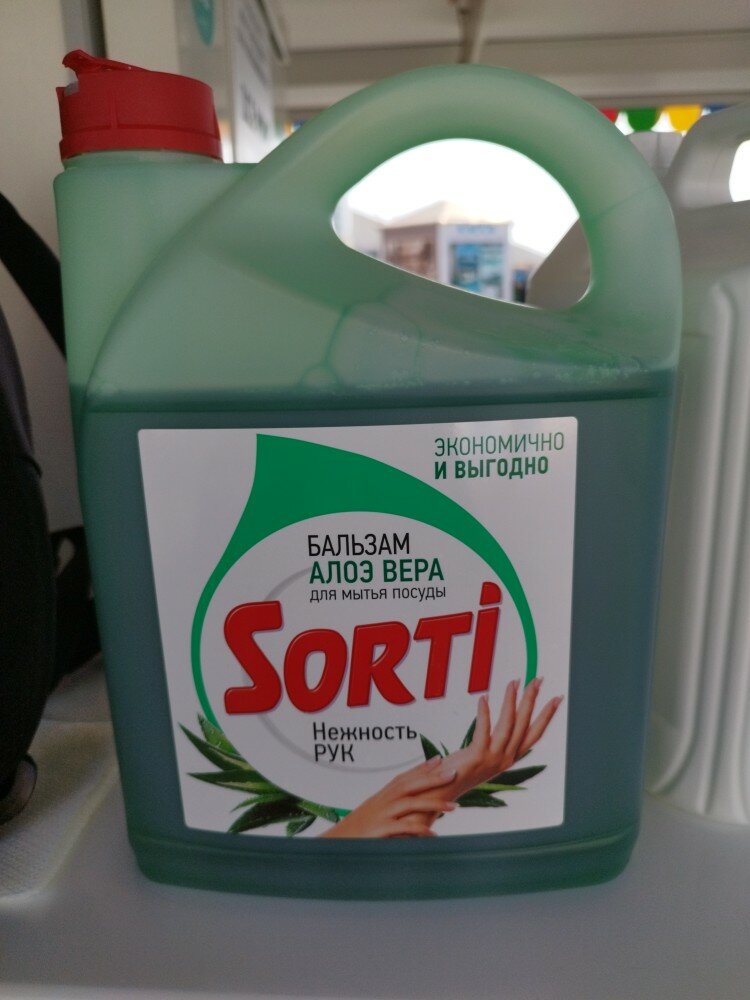 ЭКОНОМИЧНО
И ВЫГОДНО
БАЛЬЗАМ
АЛОЭ ВЕРА
ДЛЯ МЫТЬЯ ПОСУДЫ
SORTi
Нежность
РУК